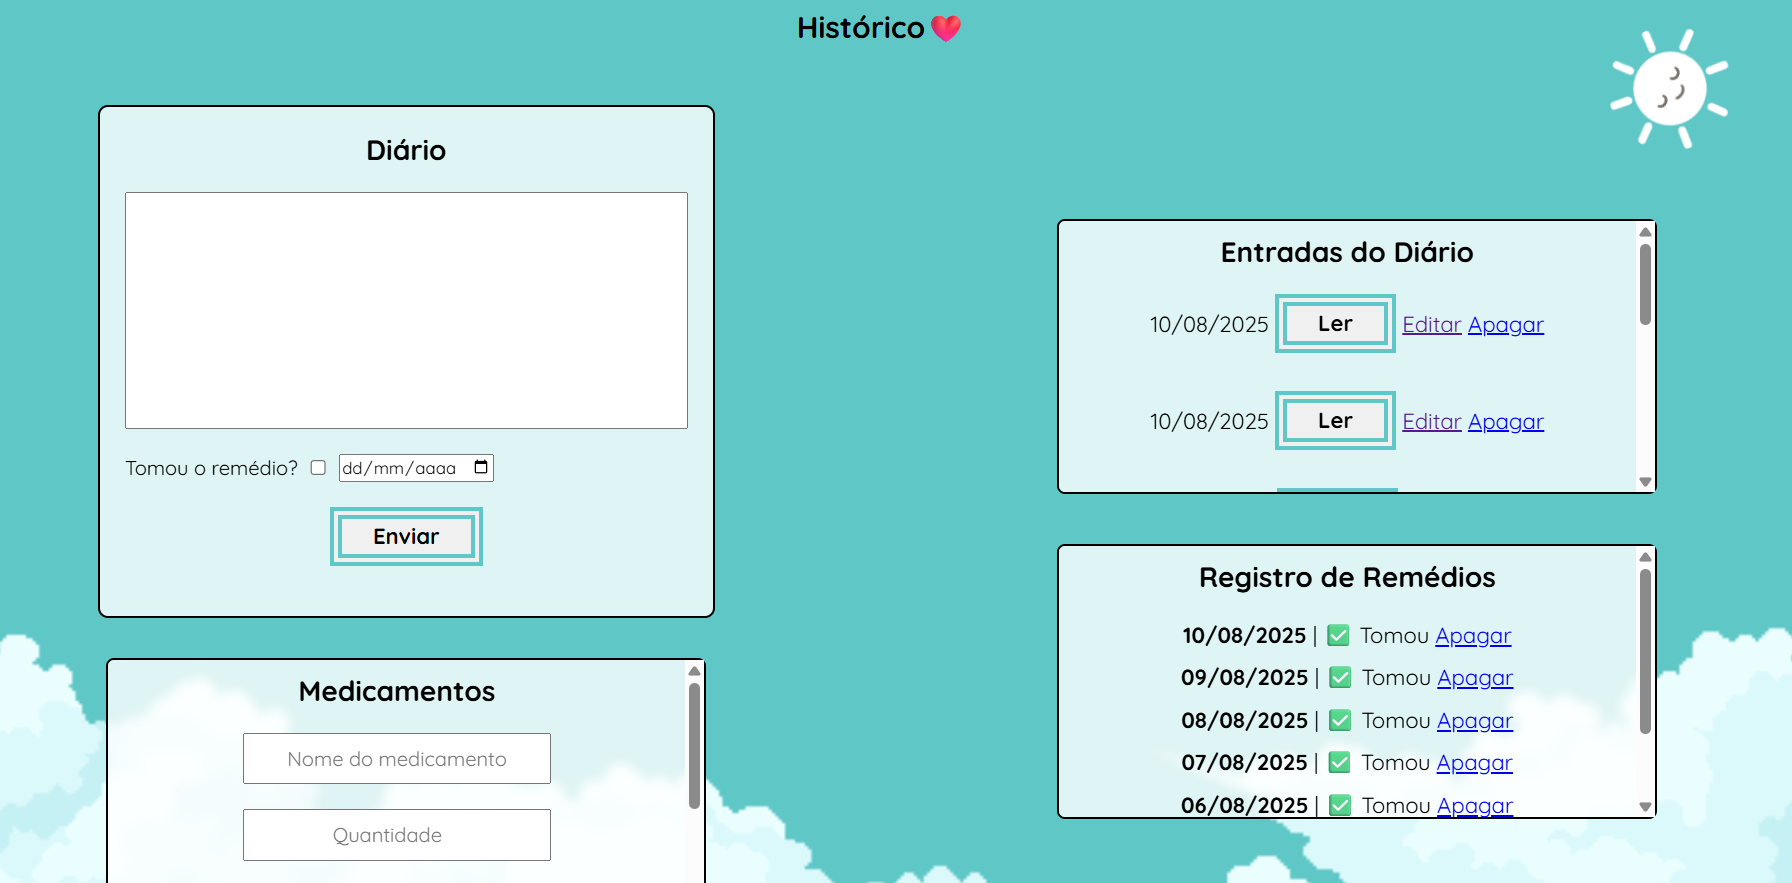 Histórico
Diário
Tomou o remédio? dd/mm/aaaa
Enviar
Medicamentos
Nome do medicamento
Quantidade
Entradas do Diário
10/08/2025 Ler Editar Apagar
10/08/2025 Ler Editar Apagar
Registro de Remédios
10/08/2025 | ✅ Tomou Apagar
09/08/2025 | ✅ Tomou Apagar
08/08/2025 | ✅ Tomou Apagar
07/08/2025 | ✅ Tomou Apagar
06/08/2025 | ✅ Tomou Apagar